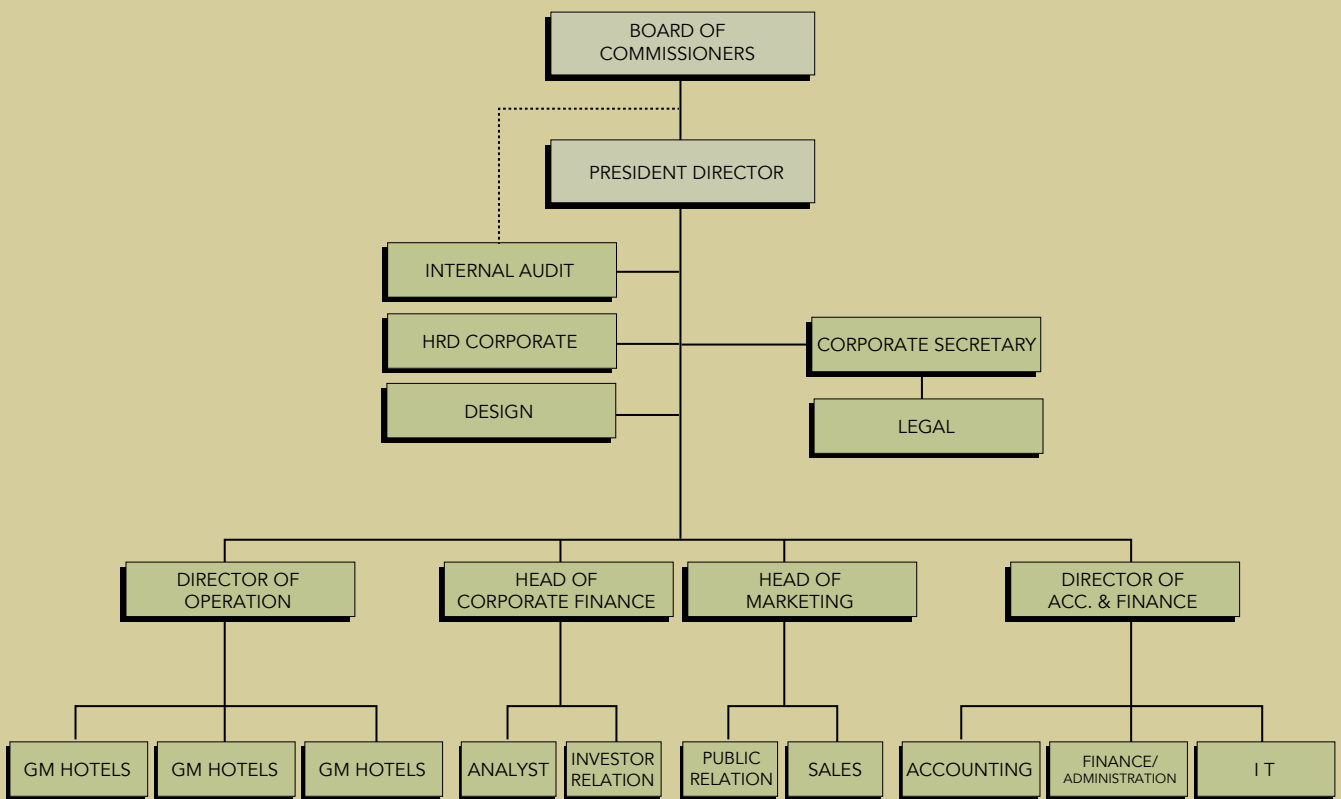 BOARD OF
COMMISSIONERS
PRESIDENT DIRECTOR
INTERNAL AUDIT
HRD CORPORATE
CORPORATE SECRETARY
DESIGN
LEGAL
DIRECTOR OF
OPERATION
HEAD OF
CORPORATE FINANCE
HEAD OF
MARKETING
DIRECTOR OF
ACC. & FINANCE
GM HOTELS
GM HOTELS
GM HOTELS
ANALYST
INVESTOR
RELATION
PUBLIC
RELATION
SALES
ACCOUNTING
FINANCE/
ADMINISTRATION
I T